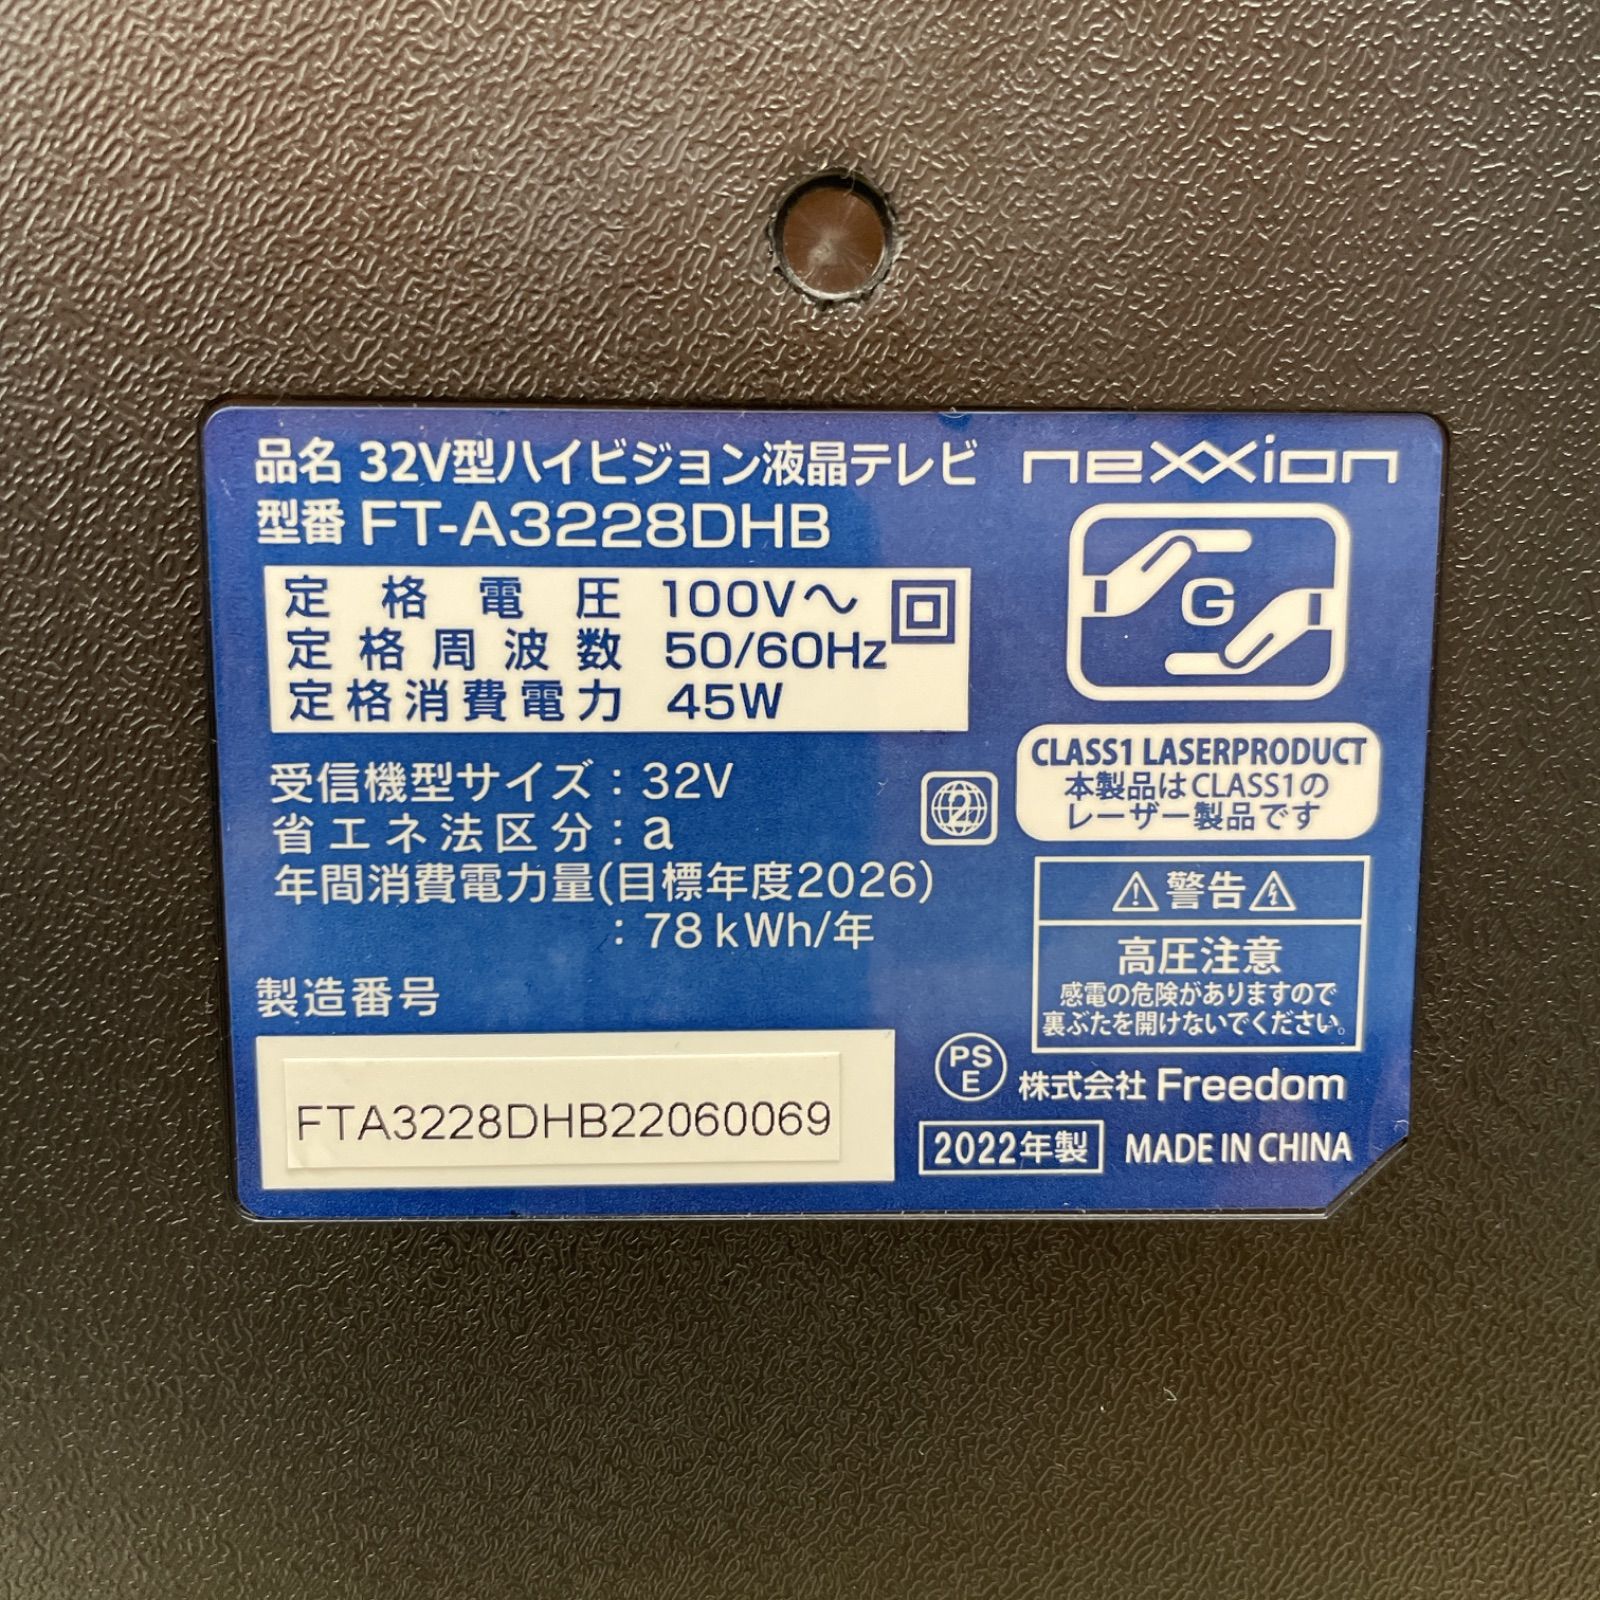 品名 32V型ハイビジョン液晶テレビ
型番 FT-A3228DHB
定格電圧 100V～
定格周波数 50/60Hz
定格消費電力 45W
受信機型サイズ：32V
省エネ法区分：a
年間消費電力量(目標年度2026)
：78kWh/年
製造番号
FTA3228DHB22060069
neXXion
G
CLASS1 LASERPRODUCT
本製品はCLASS1の
レーザー製品です
2
警告
高圧注意
感電の危険がありますので
裏ぶたを開けないでください。
PS
E
株式会社 Freedom
2022年製 MADE IN CHINA